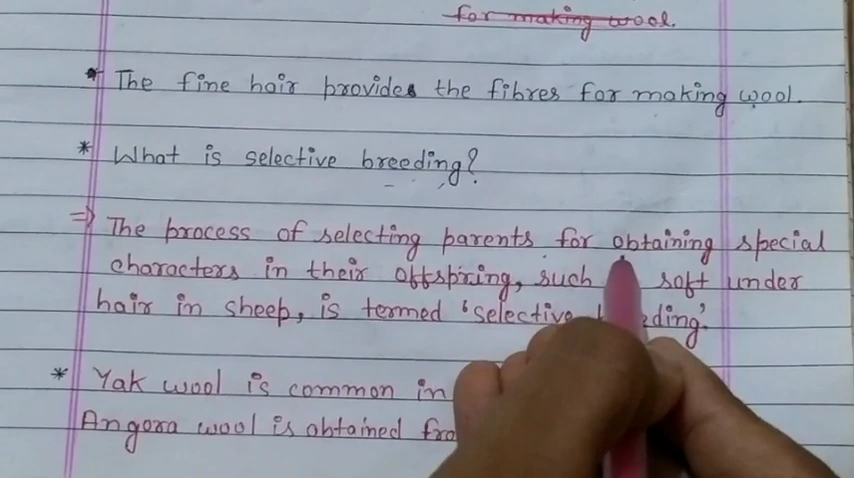 for making wool.
* The fine hair provides the fibres for making wool.
* What is selective breeding?
⇒ The process of selecting parents for obtaining special
characters in their offspring, such soft under
hair in sheep, is termed 'selective
* Yak wool is common in
Angora wool is obtained